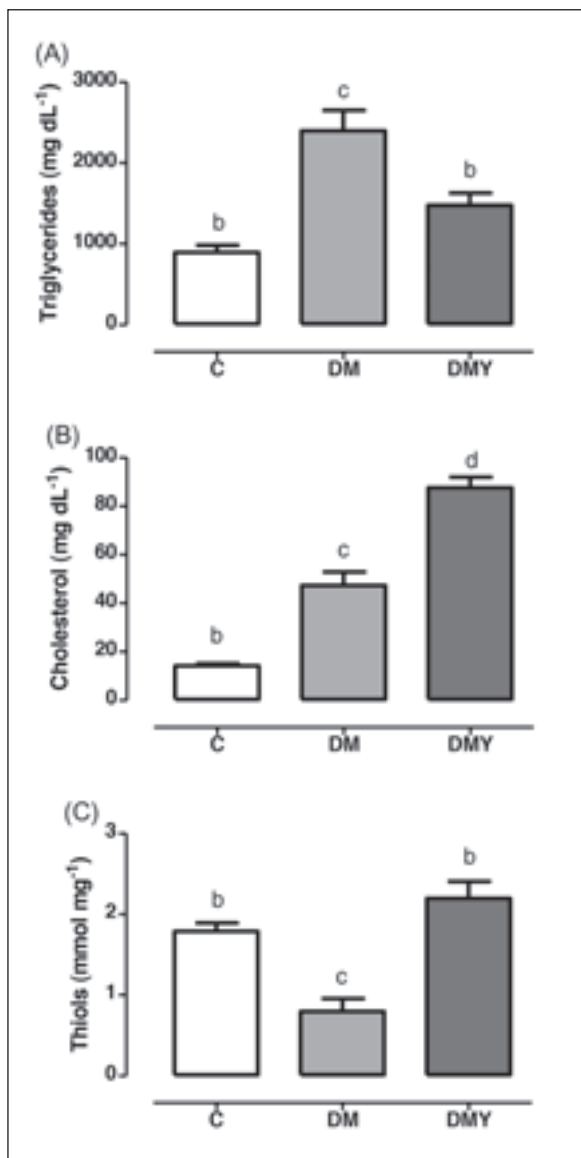 (A)
Triglycerides (mg dL⁻¹)
3000
2000
1000
0
b
c
b
C DM DMY
(B)
Cholesterol (mg dL⁻¹)
100
80
60
40
20
0
b
c
d
C DM DMY
(C)
Thiols (mmol mg⁻¹)
3
2
1
0
b
c
b
C DM DMY